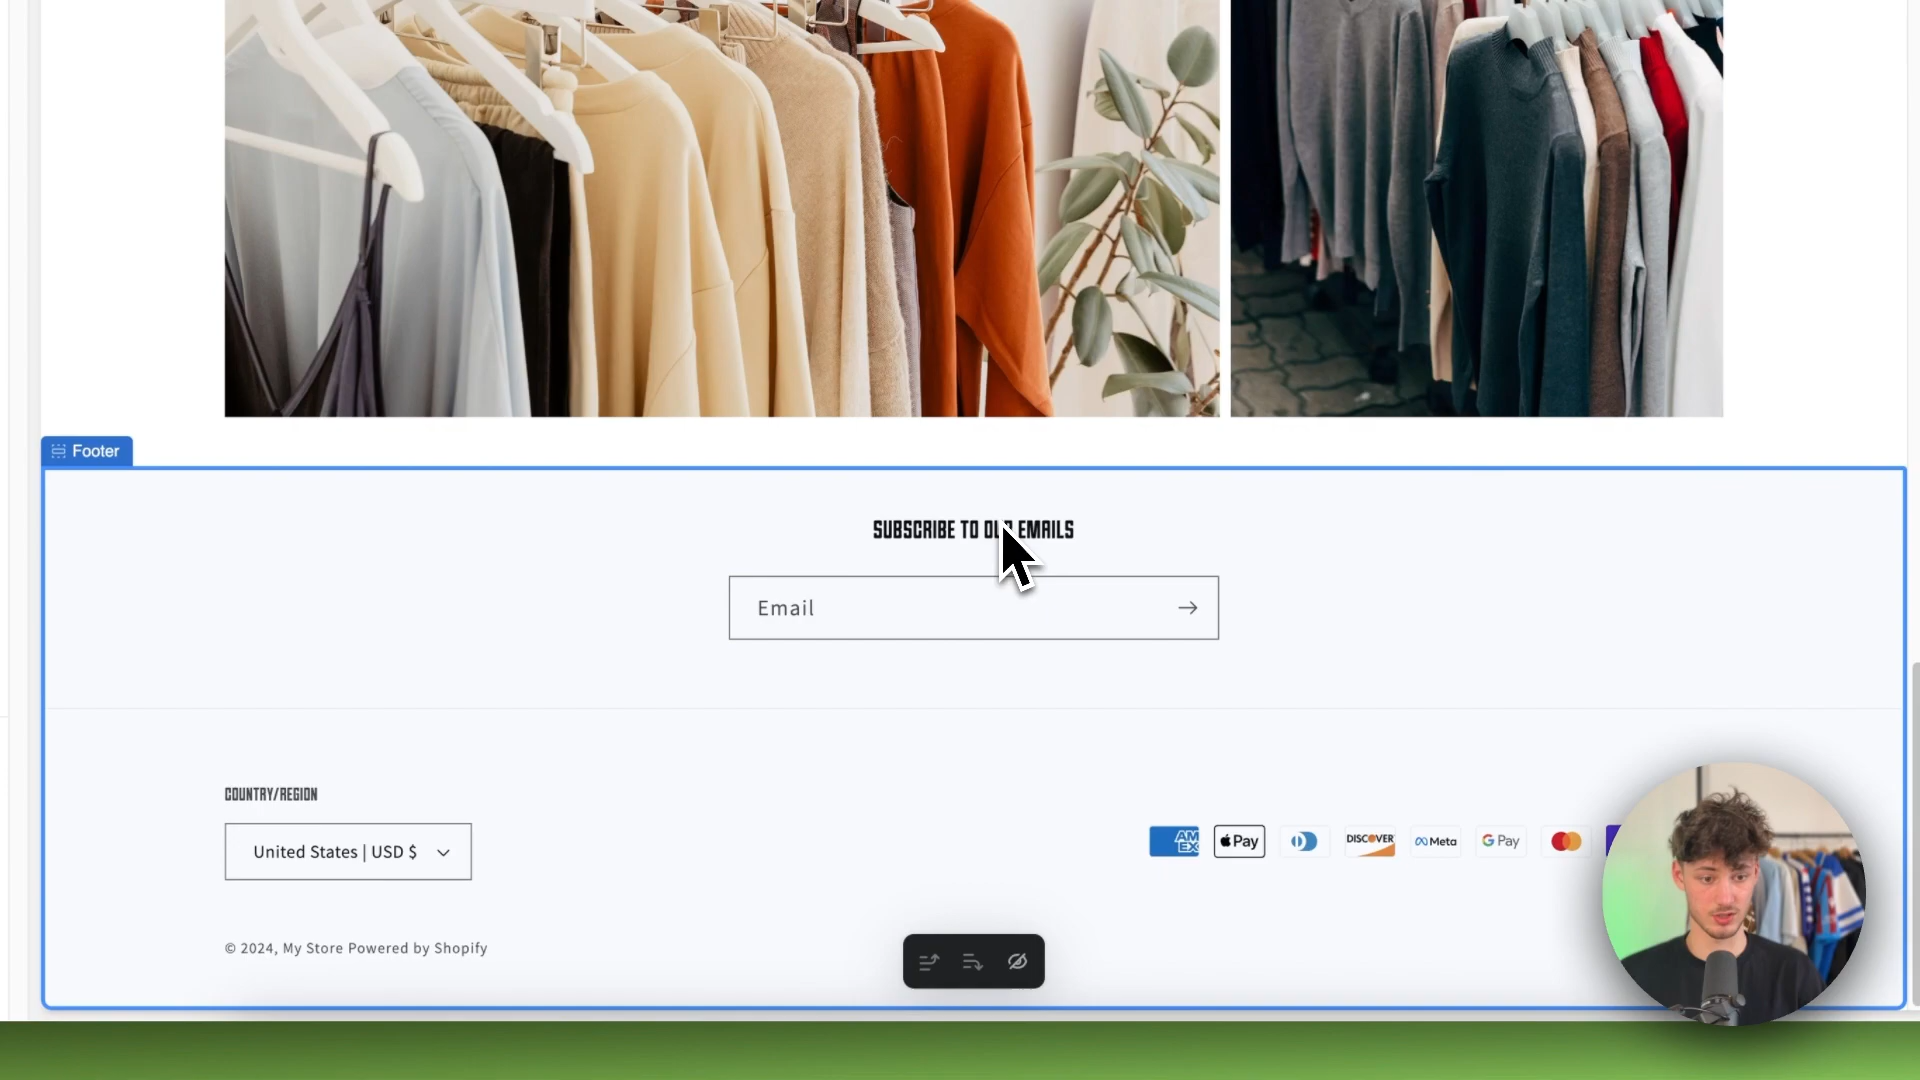 Footer
SUBSCRIBE TO OUR EMAILS
Email
COUNTRY/REGION
United States | USD $
AM EX
Pay
DISCOVER
Meta
G Pay
© 2024, My Store Powered by Shopify